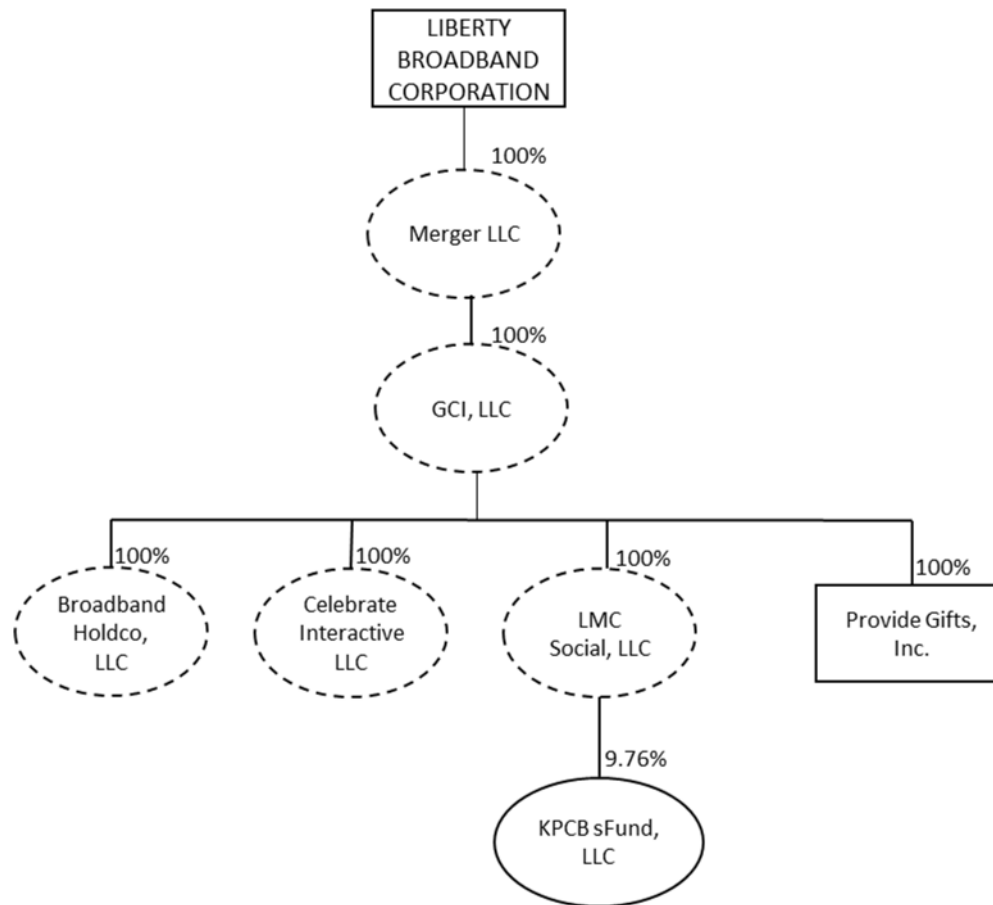 LIBERTY
BROADBAND
CORPORATION
100%
Merger LLC
100%
GCI, LLC
100%
100%
100%
100%
Broadband
Holdco,
LLC
Celebrate
Interactive
LLC
LMC
Social, LLC
Provide Gifts,
Inc.
9.76%
KPCB sFund,
LLC